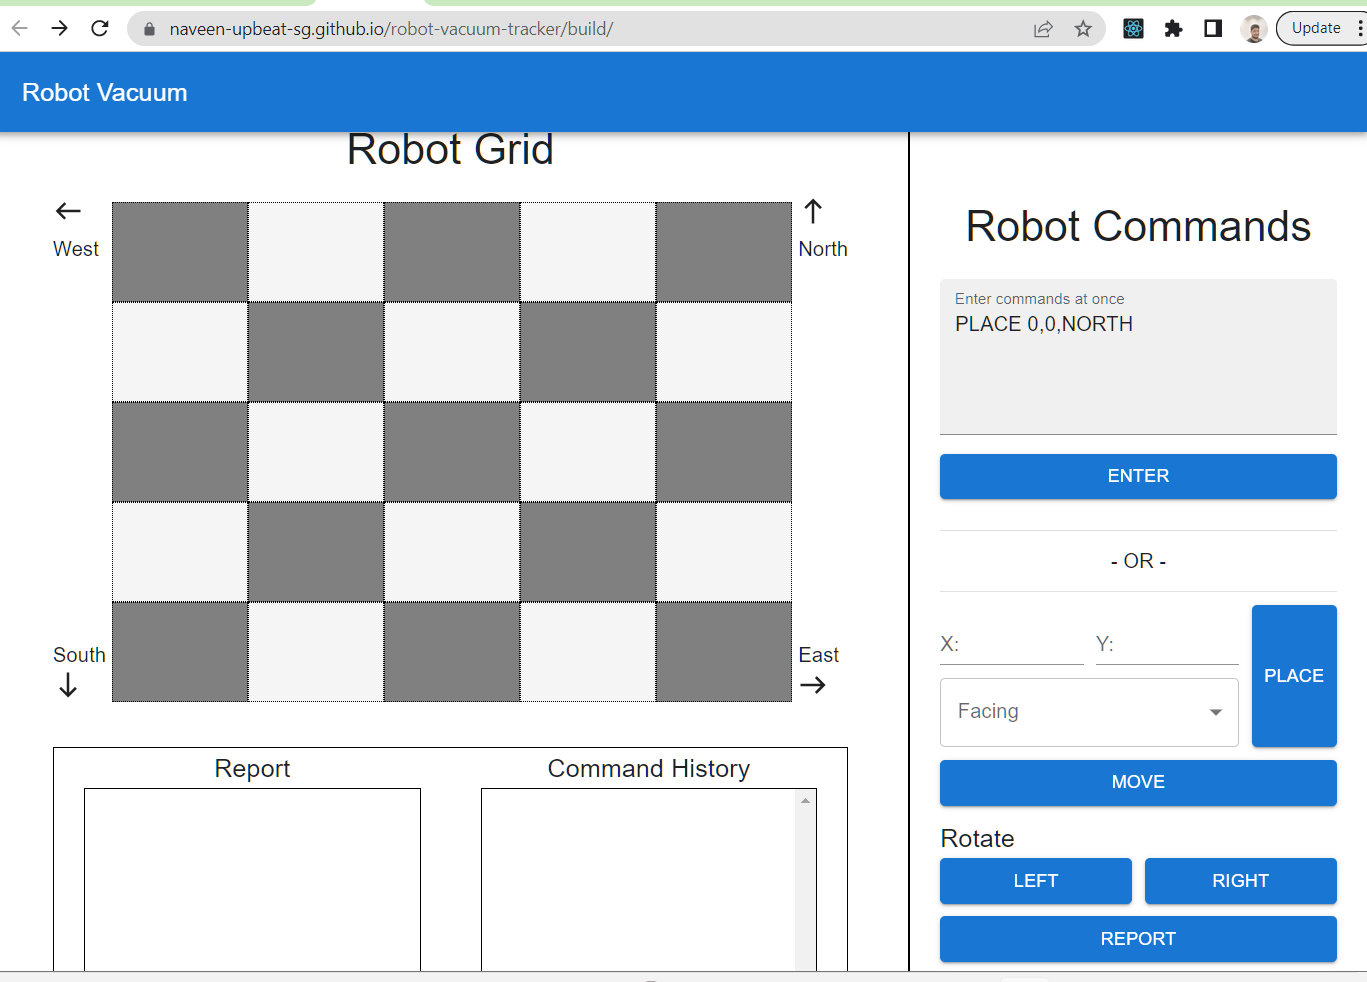 naveen-upbeat-sg.github.io/robot-vacuum-tracker/build/
Update
Robot Vacuum
Robot Grid
West
North
South
East
Report
Command History
Robot Commands
Enter commands at once
PLACE 0,0,NORTH
ENTER
- OR -
X:
Y:
PLACE
Facing
MOVE
Rotate
LEFT
RIGHT
REPORT